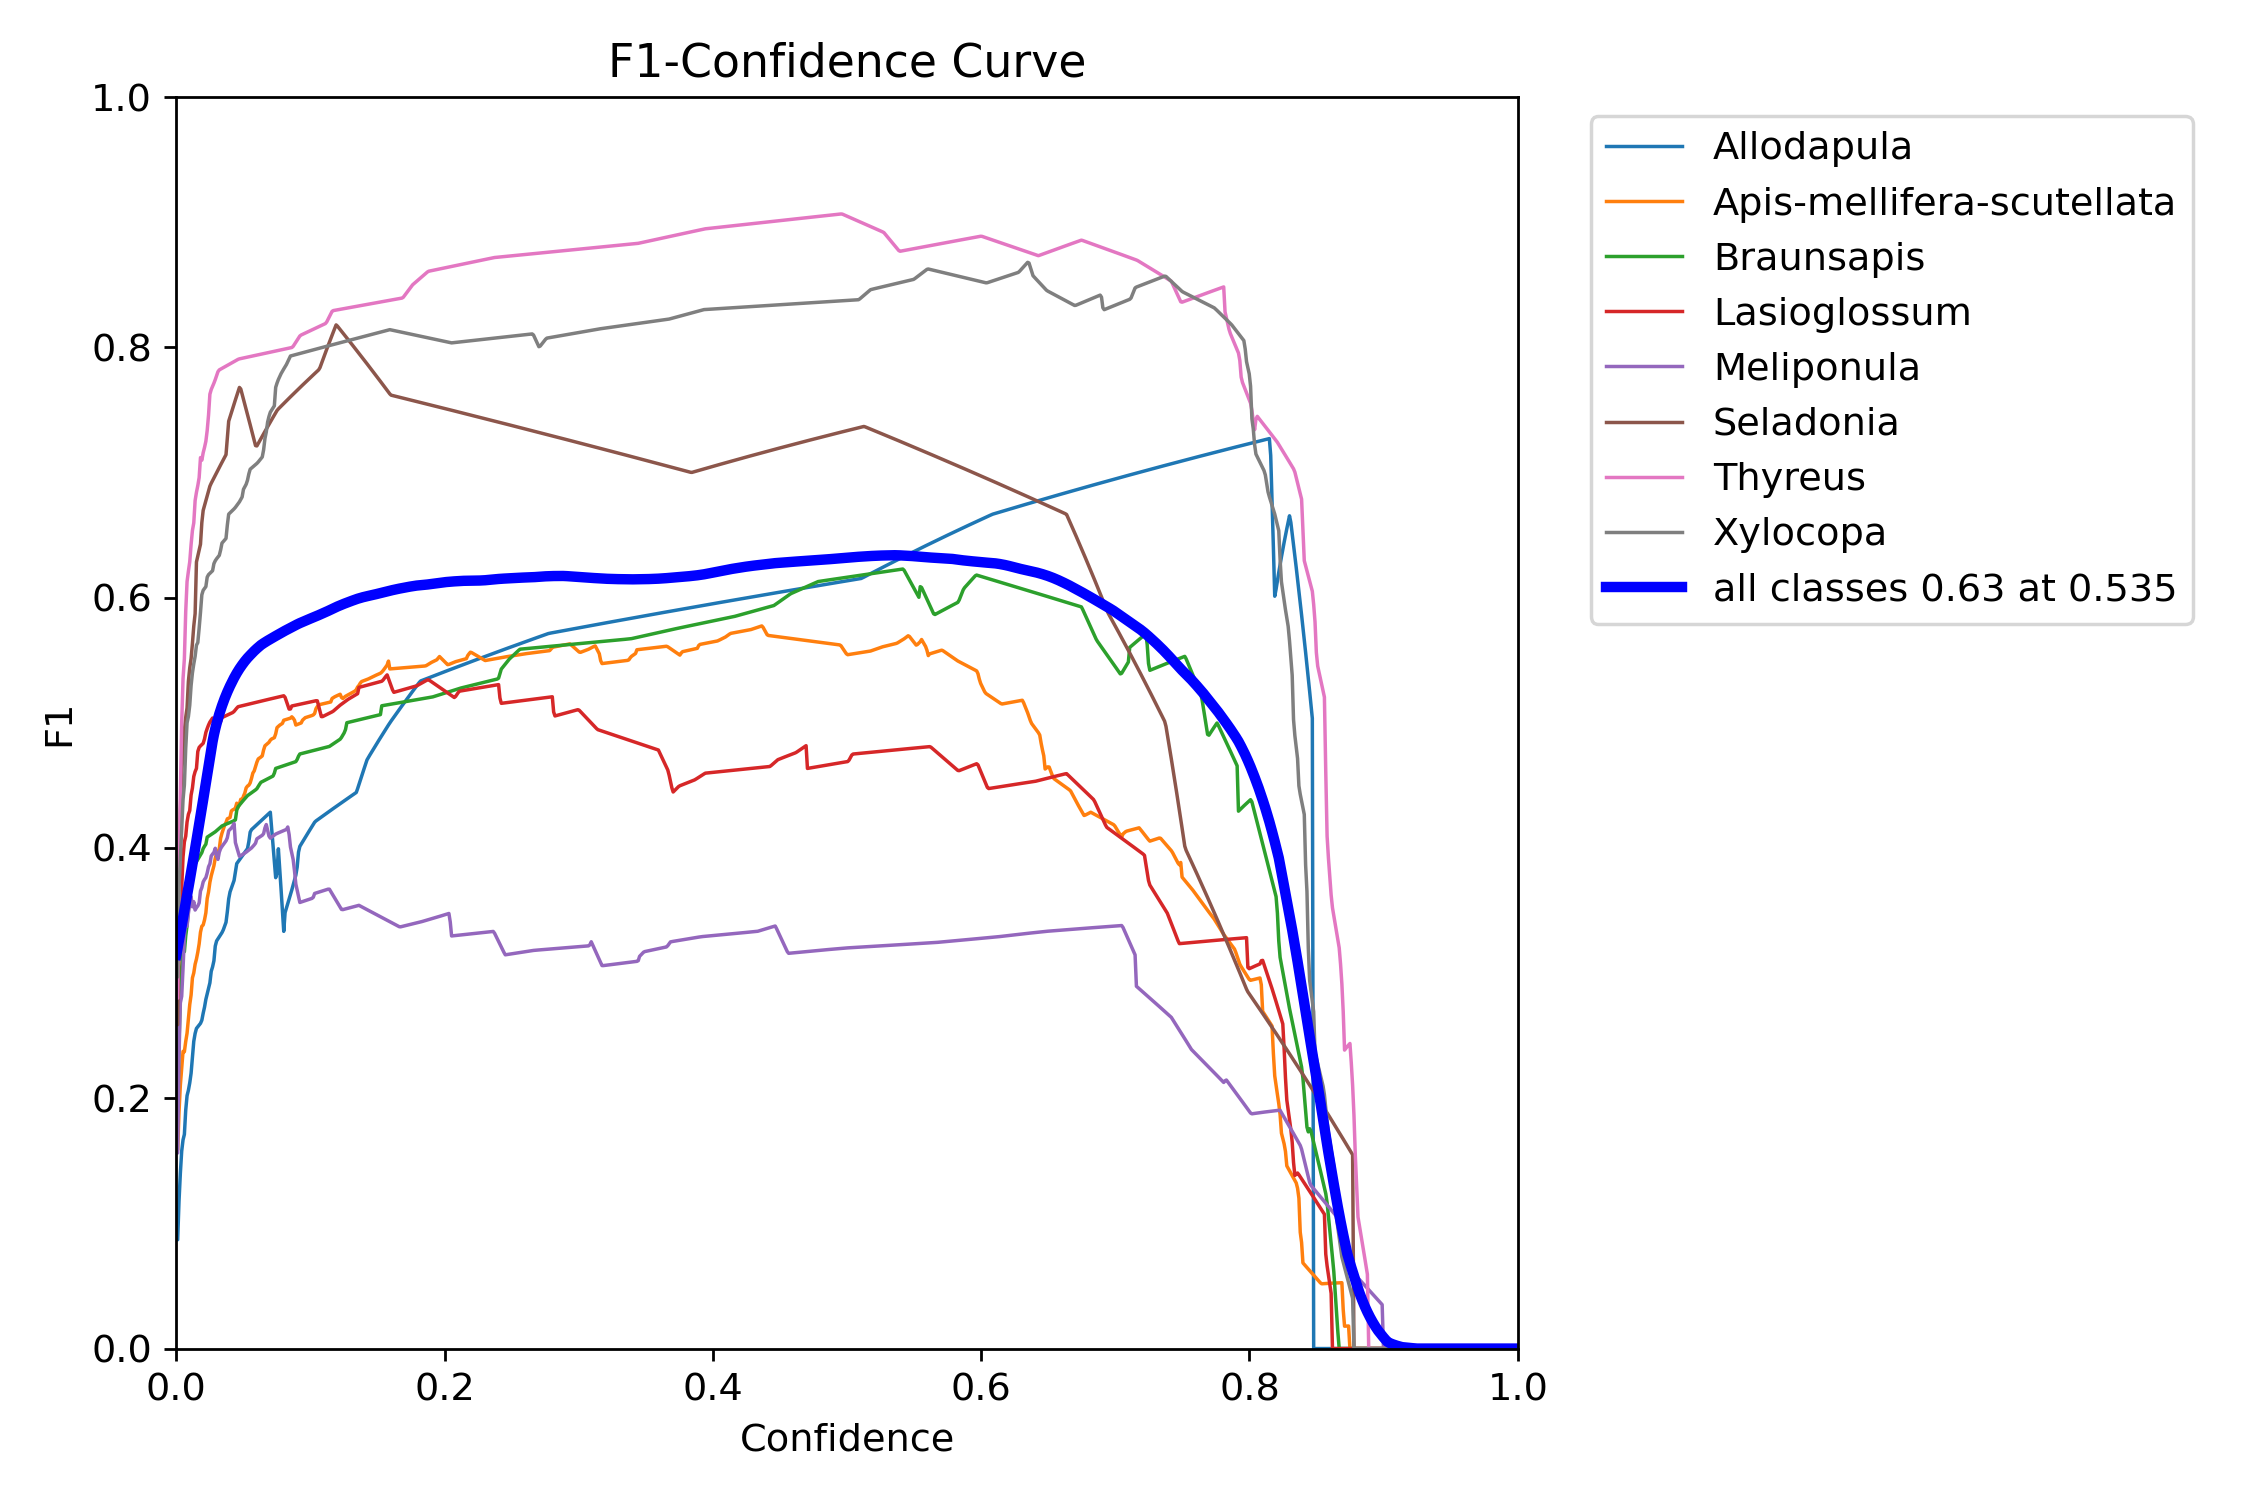 F1-Confidence Curve
1.0
0.8
0.6
0.4
0.2
0.0
F1
0.0 0.2 0.4 0.6 0.8 1.0
Confidence
Allodapula
Apis-mellifera-scutellata
Braunsapis
Lasioglossum
Meliponula
Seladonia
Thyreus
Xylocopa
all classes 0.63 at 0.535